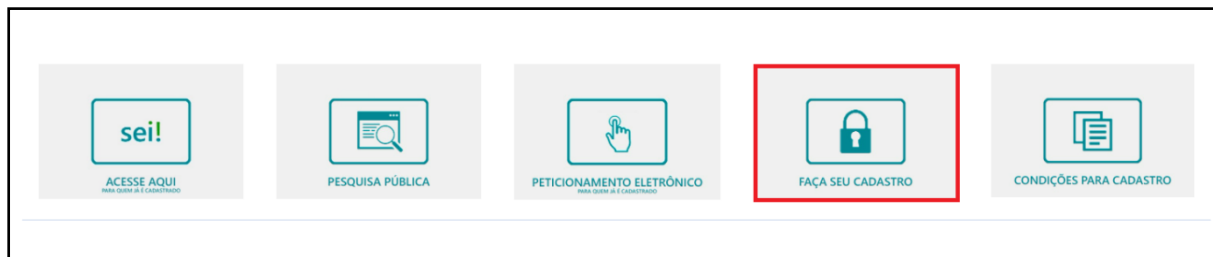 sei!
ACESSE AQUI
PARA QUEM JÁ É CADASTRADO
PESQUISA PÚBLICA
PETICIONAMENTO ELETRÔNICO
PARA QUEM JÁ É CADASTRADO
FAÇA SEU CADASTRO
CONDIÇÕES PARA CADASTRO